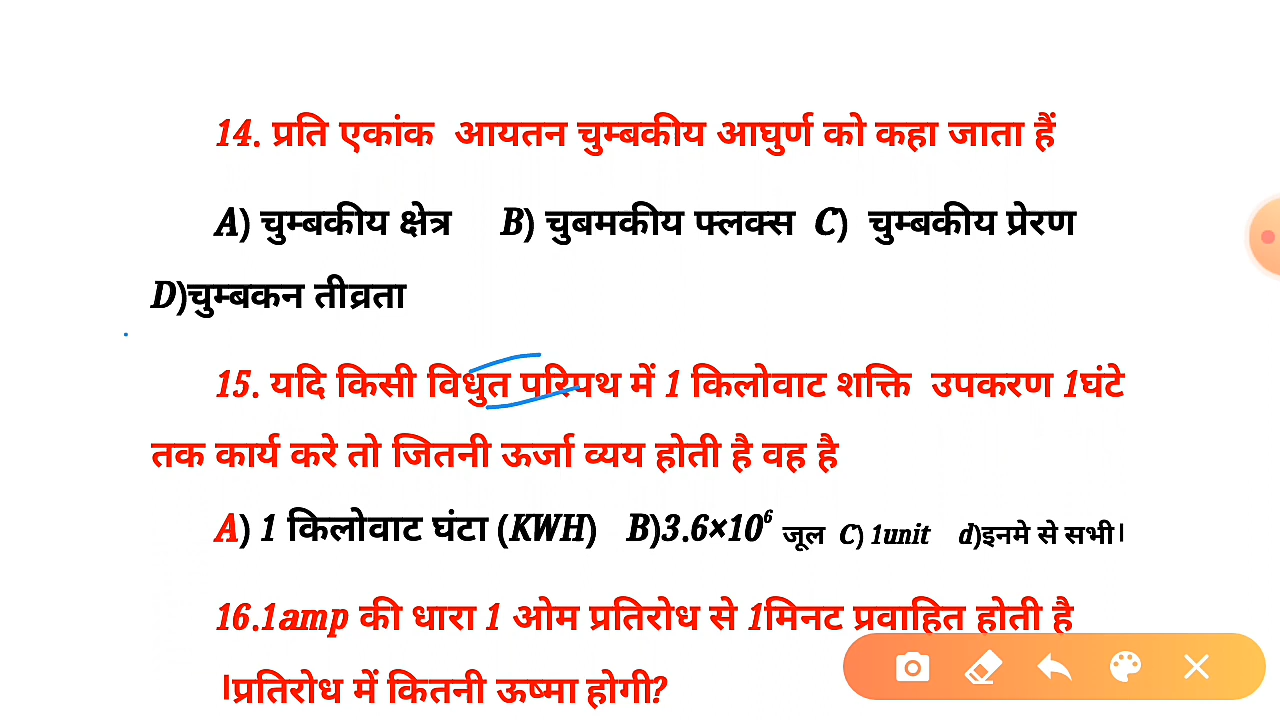 14. प्रति एकांक आयतन चुम्बकीय आघुर्ण को कहा जाता हैं
A) चुम्बकीय क्षेत्र B) चुबमकीय फ्लक्स C) चुम्बकीय प्रेरण
D)चुम्बकन तीव्रता
15. यदि किसी विधुत परिपथ में 1 किलोवाट शक्ति उपकरण 1घंटे
तक कार्य करे तो जितनी ऊर्जा व्यय होती है वह है
A) 1 किलोवाट घंटा (KWH) B)3.6×10⁶ जूल C) 1unit d)इनमे से सभी।
16.1amp की धारा 1 ओम प्रतिरोध से 1मिनट प्रवाहित होती है
।प्रतिरोध में कितनी ऊष्मा होगी?